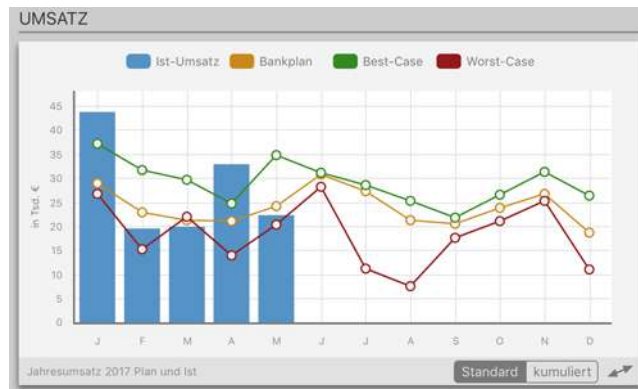 UMSATZ
Ist-Umsatz Bankplan Best-Case Worst-Case
in Tsd. €
45
40
35
30
25
20
15
10
5
0
J F M A M J J A S O N D
Jahresumsatz 2017 Plan und Ist
Standard kumuliert